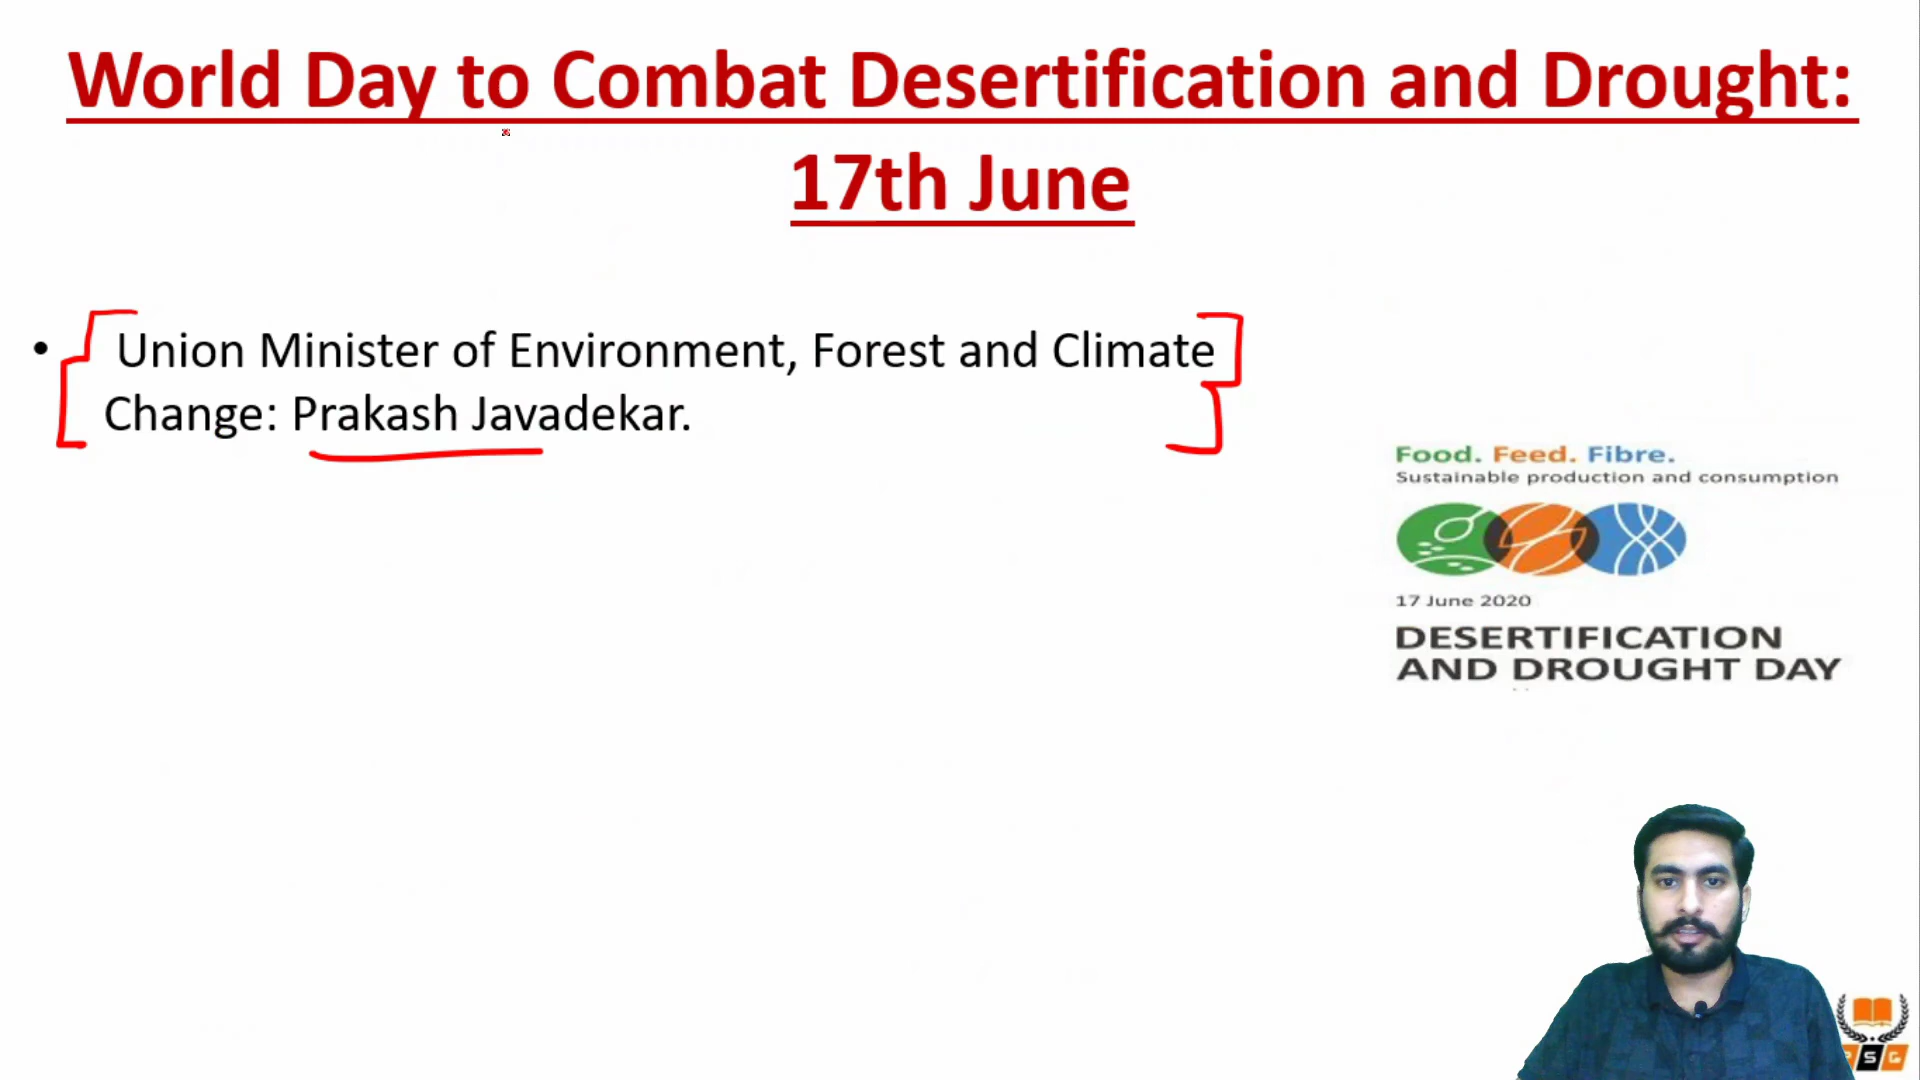 World Day to Combat Desertification and Drought:
17th June
• Union Minister of Environment, Forest and Climate
Change: Prakash Javadekar.
Food. Feed. Fibre.
Sustainable production and consumption
17 June 2020
DESERTIFICATION
AND DROUGHT DAY
S G